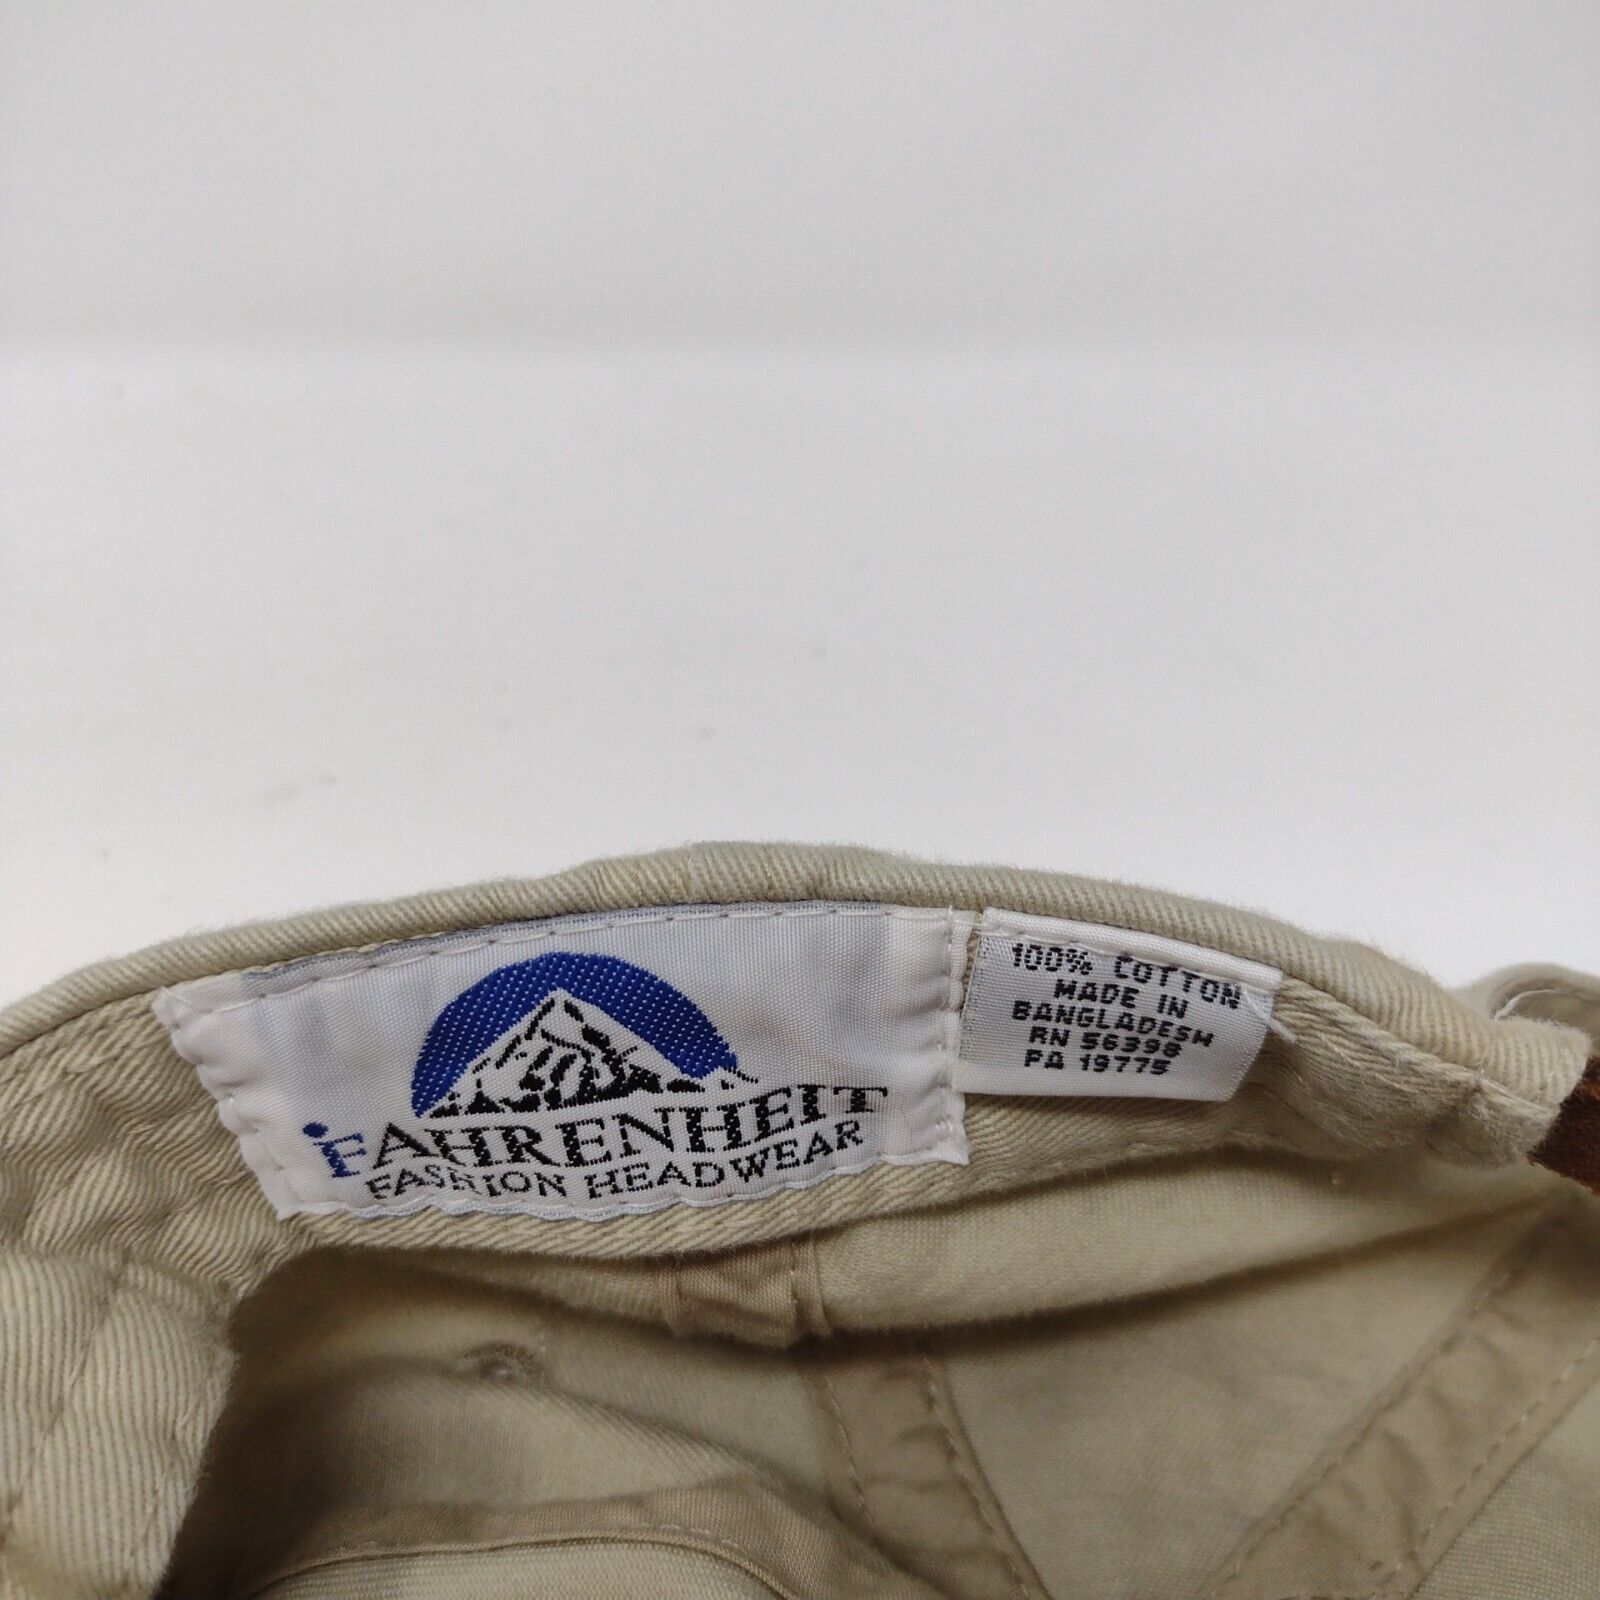 °FAHRENHEIT
FASHION HEADWEAR
100% COTTON
MADE IN
BANGLADESH
RN 56398
PA 19775